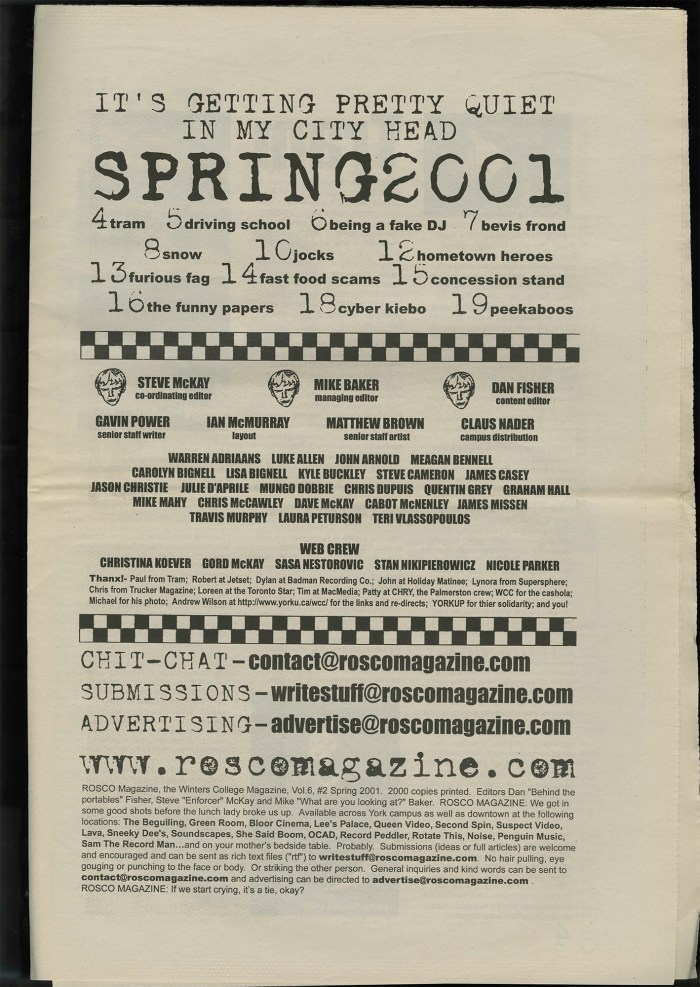 IT'S GETTING PRETTY QUIET
IN MY CITY HEAD
SPRING2001
4tram 5driving school 6being a fake DJ 7bevis frond
8snow 10jocks 12hometown heroes
13furious fag 14fast food scams 15concession stand
16the funny papers 18cyber kiebo 19peekaboos
STEVE McKAY MIKE BAKER DAN FISHER
co-ordinating editor managing editor content editor
GAVIN POWER IAN McMURRAY MATTHEW BROWN CLAUS NADER
senior staff writer layout senior staff artist campus distribution
WARREN ADRIAANS LUKE ALLEN JOHN ARNOLD MEAGAN BENNELL
CAROLYN BIGNELL LISA BIGNELL KYLE BUCKLEY STEVE CAMERON JAMES CASEY
JASON CHRISTIE JULIE D'APRILE MUNGO DOBBIE CHRIS DUPUIS QUENTIN GREY GRAHAM HALL
MIKE MAHY CHRIS McCAWLEY DAVE McKAY CABOT McNENLEY JAMES MISSEN
TRAVIS MURPHY LAURA PETURSON TERI VLASSOPOULOS
WEB CREW
CHRISTINA KOEVER GORD McKAY SASA NESTOROVIC STAN NIKIPIEROWICZ NICOLE PARKER
Thanx!- Paul from Tram; Robert at Jetset; Dylan at Badman Recording Co.; John at Holiday Matinee; Lynora from Supersphere;
Chris from Trucker Magazine; Loreen at the Toronto Star; Tim at MacMedia; Patty at CHRY, the Palmerston crew; WCC for the cashola;
Michael for his photo; Andrew Wilson at http://www.yorku.ca/wcc/ for the links and re-directs; YORKUP for thier solidarity; and you!
CHIT-CHAT-contact@roscomagazine.com
SUBMISSIONS-writestuff@roscomagazine.com
ADVERTISING-advertise@roscomagazine.com
www.roscomagazine.com
ROSCO Magazine, the Winters College Magazine, Vol.6, #2 Spring 2001. 2000 copies printed. Editors Dan "Behind the
portables" Fisher, Steve "Enforcer" McKay and Mike "What are you looking at?" Baker. ROSCO MAGAZINE: We got in
some good shots before the lunch lady broke us up. Available across York campus as well as downtown at the following
locations: The Beguiling, Green Room, Bloor Cinema, Lee's Palace, Queen Video, Second Spin, Suspect Video,
Lava, Sneeky Dee's, Soundscapes, She Said Boom, OCAD, Record Peddler, Rotate This, Noise, Penguin Music,
Sam The Record Man...and on your mother's bedside table. Probably. Submissions (ideas or full articles) are welcome
and encouraged and can be sent as rich text files ("rtf") to writestuff@roscomagazine.com. No hair pulling, eye
gouging or punching to the face or body. Or striking the other person. General inquiries and kind words can be sent to
contact@roscomagazine.com and advertising can be directed to advertise@roscomagazine.com .
ROSCO MAGAZINE: If we start crying, it's a tie, okay?